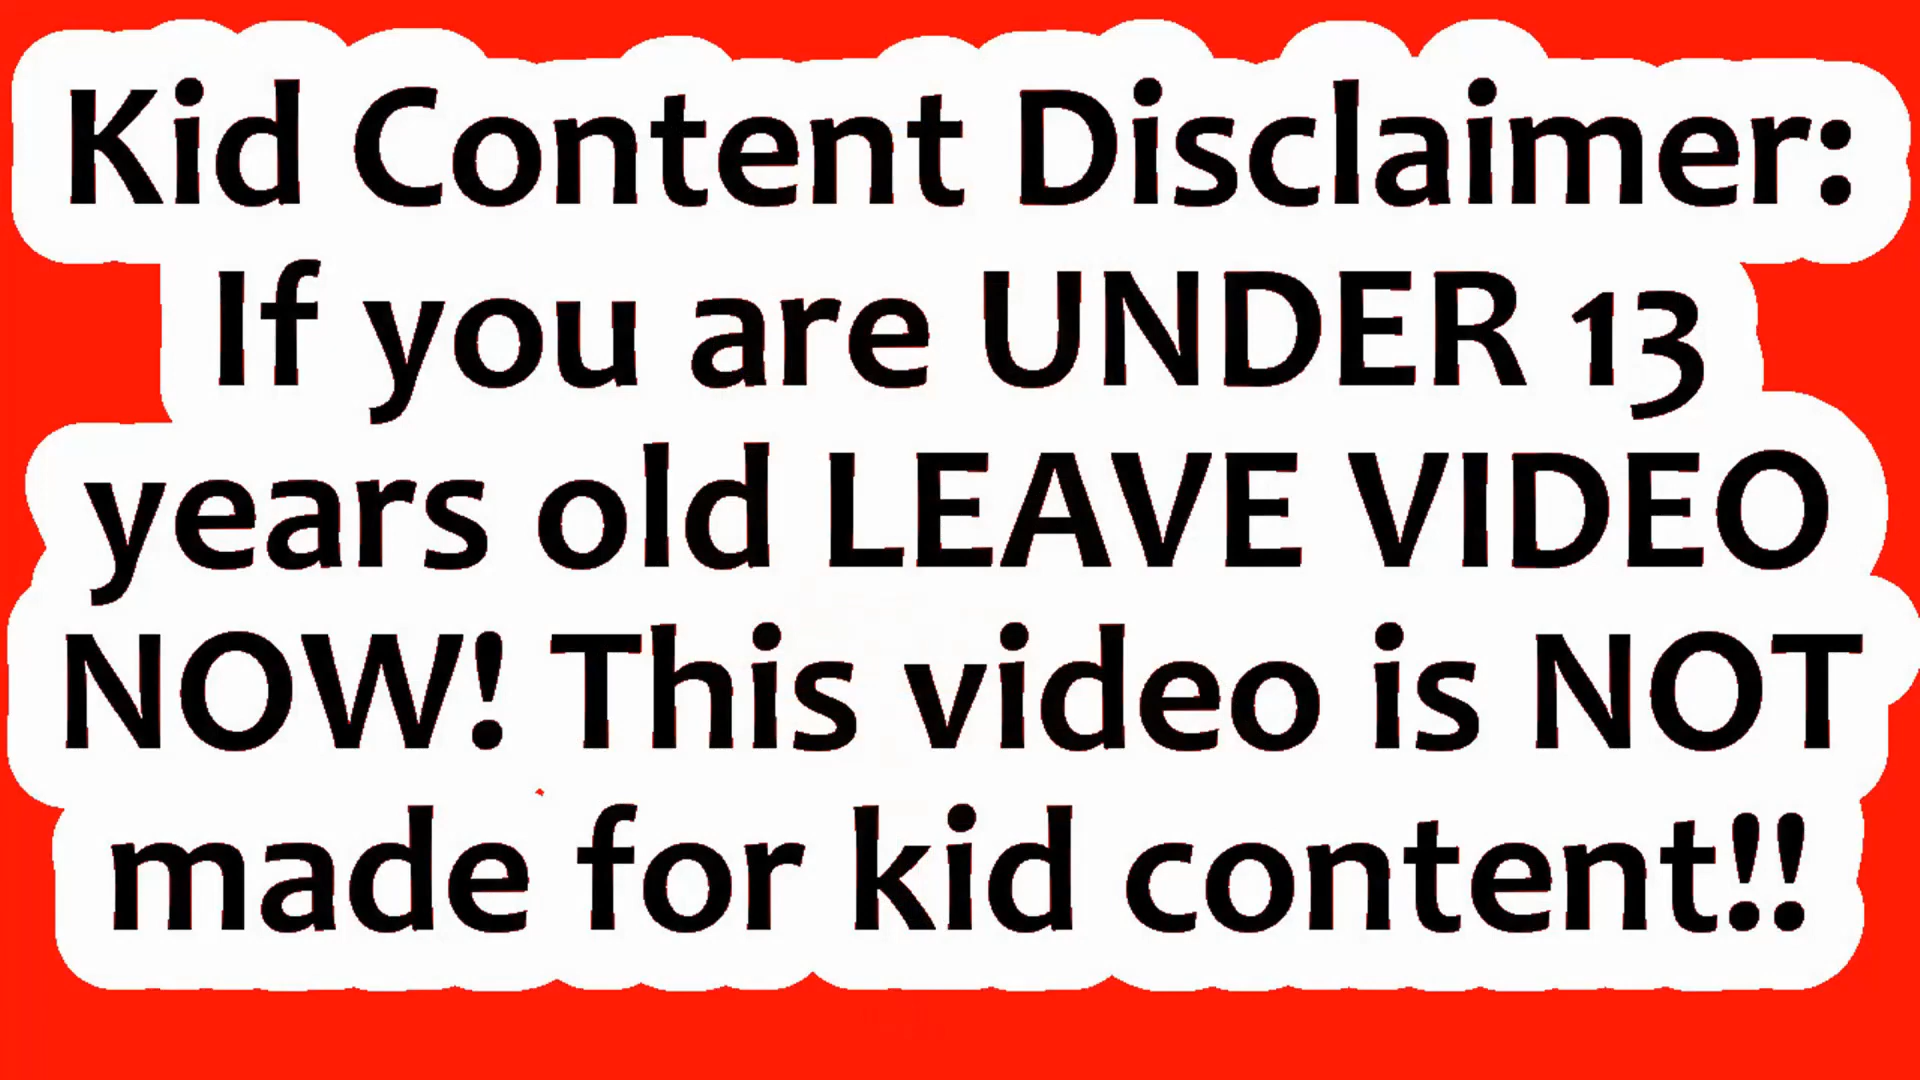 Kid Content Disclaimer:
If you are UNDER 13
years old LEAVE VIDEO
NOW! This video is NOT
made for kid content!!